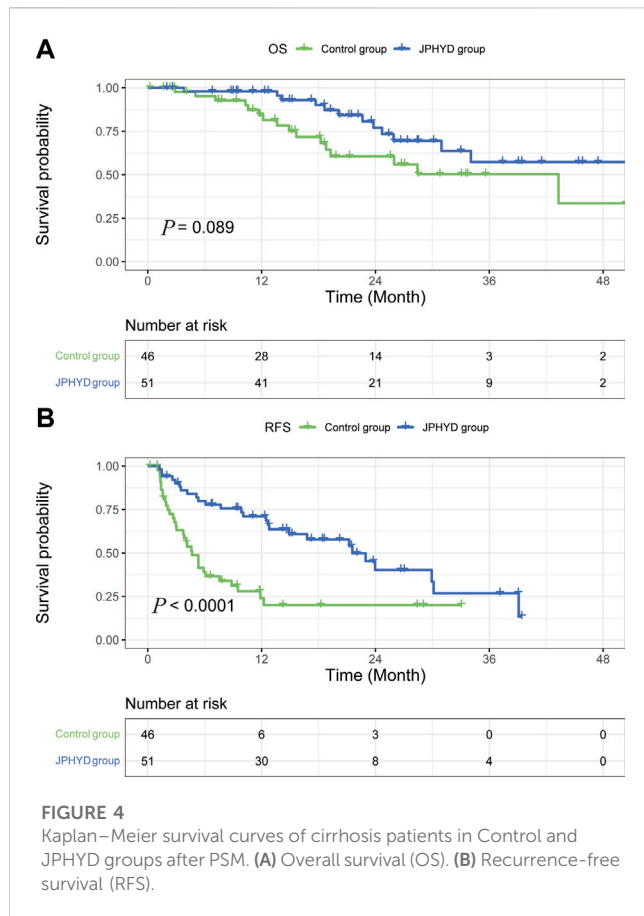 A
OS Control group JPHYD group
Survival probability
1.00
0.75
0.50
0.25
0.00
P = 0.089
0 12 24 36 48
Time (Month)
Number at risk
Control group 46 28 14 3 2
JPHYD group 51 41 21 9 2
B
RFS Control group JPHYD group
Survival probability
1.00
0.75
0.50
0.25
0.00
P < 0.0001
0 12 24 36 48
Time (Month)
Number at risk
Control group 46 6 3 0 0
JPHYD group 51 30 8 4 0
FIGURE 4
Kaplan–Meier survival curves of cirrhosis patients in Control and
JPHYD groups after PSM. (A) Overall survival (OS). (B) Recurrence-free
survival (RFS).